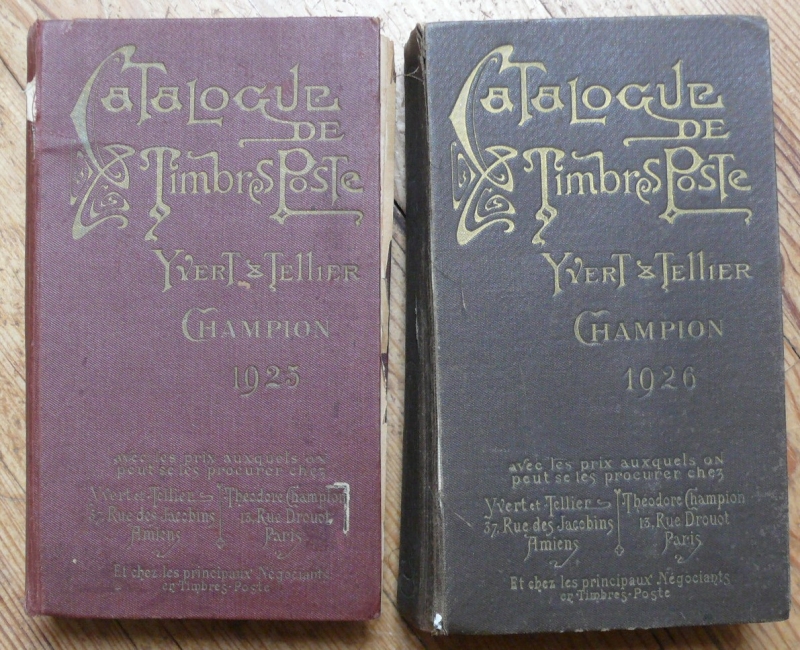 Catalogue
de
Timbres Poste
Yvert & Tellier
Champion
1925
avec les prix auxquels on
peut se les procurer chez
Yvert et Tellier
37, Rue des Jacobins
Amiens
Théodore Champion
13, Rue Drouot
Paris
Et chez les principaux Négociants
en Timbres-Poste
Catalogue
de
Timbres Poste
Yvert & Tellier
Champion
1926
avec les prix auxquels on
peut se les procurer chez
Yvert et Tellier
37, Rue des Jacobins
Amiens
Théodore Champion
13, Rue Drouot
Paris
Et chez les principaux Négociants
en Timbres-Poste